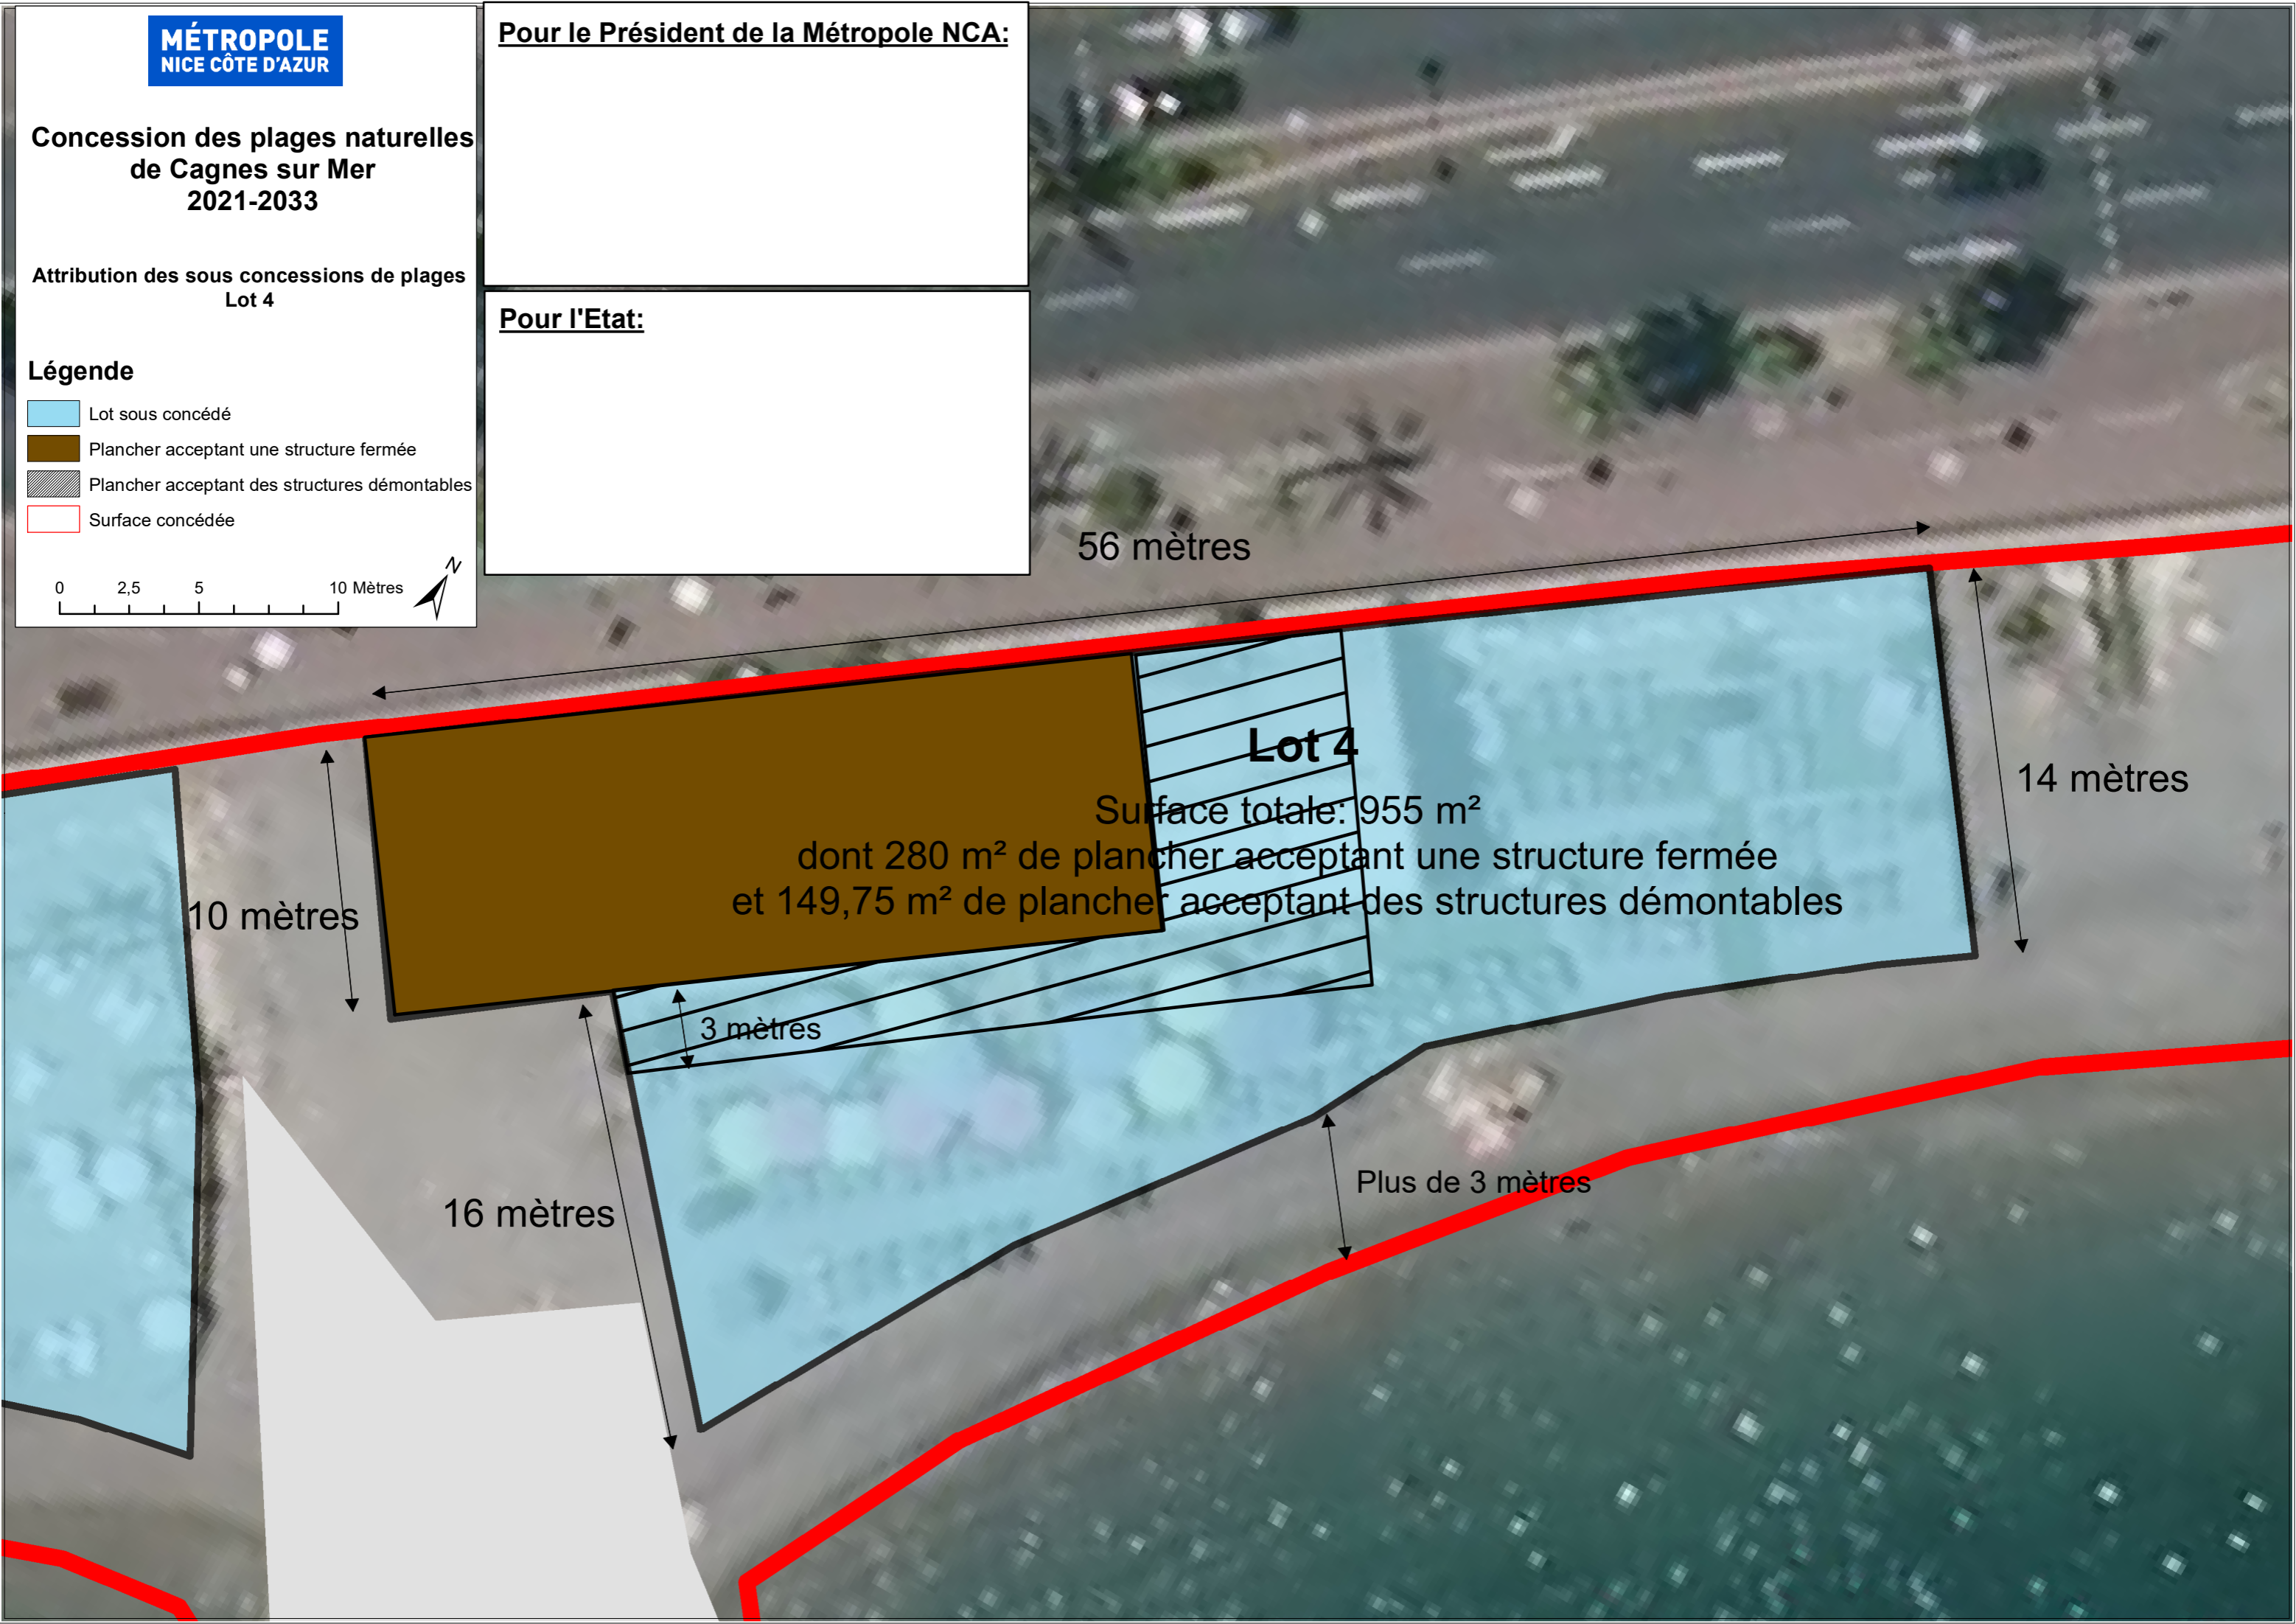 MÉTROPOLE
NICE CÔTE D'AZUR
Concession des plages naturelles
de Cagnes sur Mer
2021-2033
Attribution des sous concessions de plages
Lot 4
Légende
Lot sous concédé
Plancher acceptant une structure fermée
Plancher acceptant des structures démontables
Surface concédée
0 2,5 5 10 Mètres
N
Pour le Président de la Métropole NCA:
Pour l'Etat:
56 mètres
Lot 4
14 mètres
Surface totale: 955 m²
dont 280 m² de plancher acceptant une structure fermée
et 149,75 m² de plancher acceptant des structures démontables
10 mètres
3 mètres
16 mètres
Plus de 3 mètres